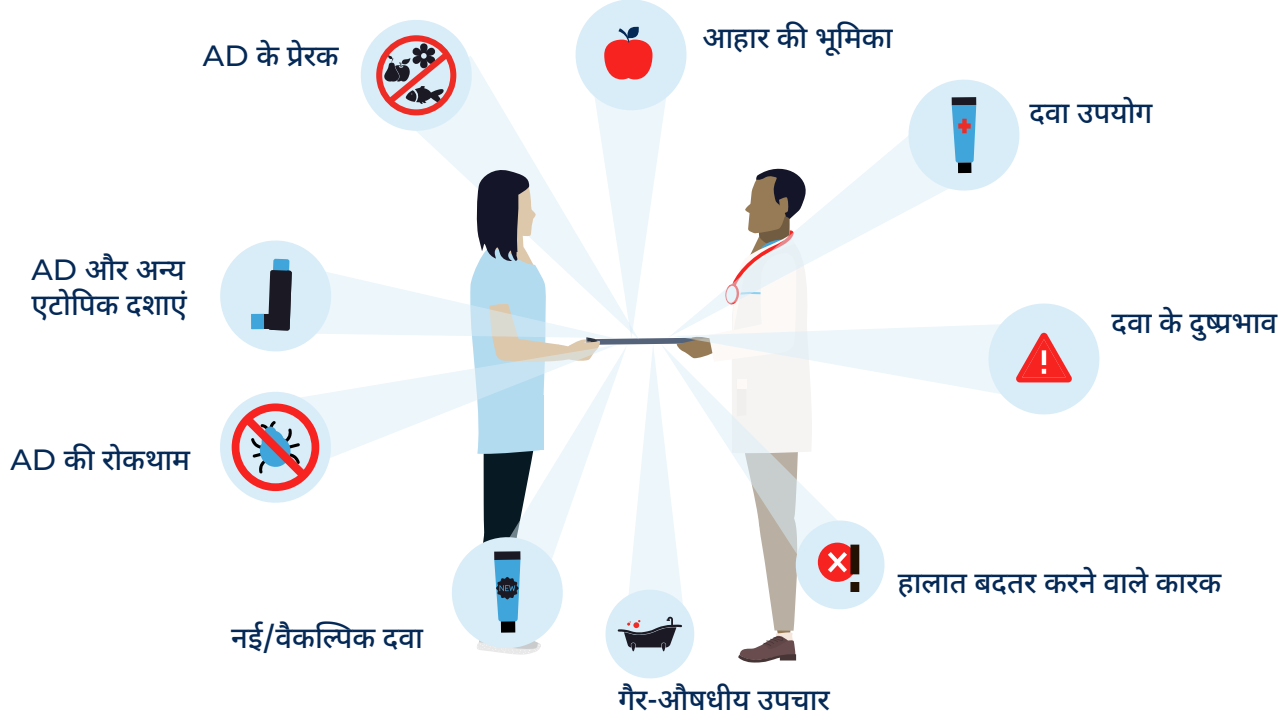 AD के प्रेरक
आहार की भूमिका
दवा उपयोग
AD और अन्य
एटोपिक दशाएं
दवा के दुष्प्रभाव
AD की रोकथाम
हालात बदतर करने वाले कारक
NEW
नई/वैकल्पिक दवा
गैर-औषधीय उपचार